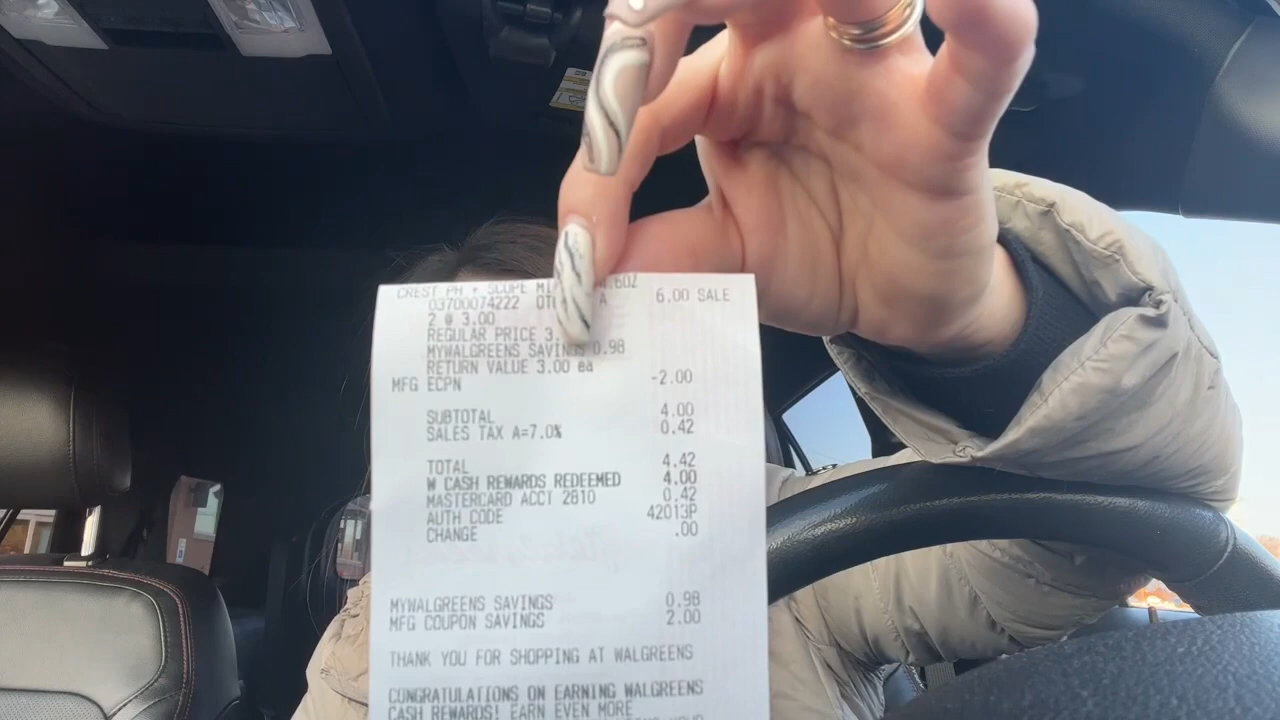 CREST PH + SCOPE 6OZ
03700074222 A 6.00 SALE
2 @ 3.00
REGULAR PRICE 3.
MYWALGREENS SAVINGS 0.98
RETURN VALUE 3.00 ea
MFG ECPN -2.00
SUBTOTAL 4.00
SALES TAX A=7.0% 0.42
TOTAL 4.42
W CASH REWARDS REDEEMED 4.00
MASTERCARD ACCT 2810 0.42
AUTH CODE 42013P
CHANGE .00
MYWALGREENS SAVINGS 0.98
MFG COUPON SAVINGS 2.00
THANK YOU FOR SHOPPING AT WALGREENS
CONGRATULATIONS ON EARNING WALGREENS
CASH REWARDS! EARN EVEN MORE